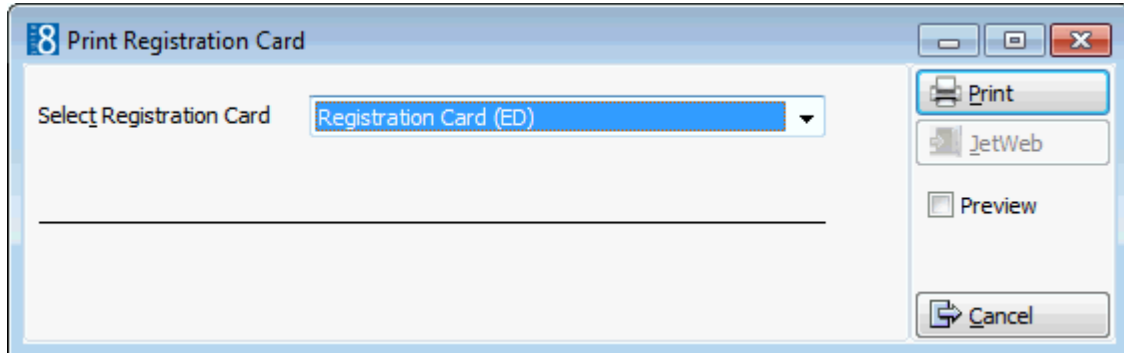 8 Print Registration Card
Select Registration Card Registration Card (ED)
Print
JetWeb
Preview
Cancel